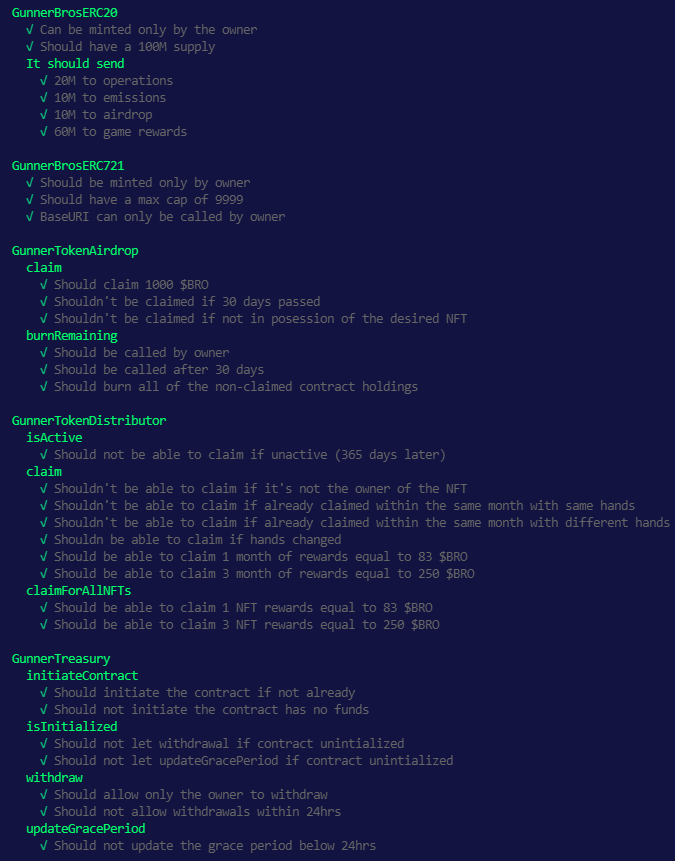 GunnerBrosERC20
√ Can be minted only by the owner
√ Should have a 100M supply
It should send
√ 20M to operations
√ 10M to emissions
√ 10M to airdrop
√ 60M to game rewards
GunnerBrosERC721
√ Should be minted only by owner
√ Should have a max cap of 9999
√ BaseURI can only be called by owner
GunnerTokenAirdrop
claim
√ Should claim 1000 $BRO
√ Shouldn't be claimed if 30 days passed
√ Shouldn't be claimed if not in posession of the desired NFT
burnRemaining
√ Should be called by owner
√ Should be called after 30 days
√ Should burn all of the non-claimed contract holdings
GunnerTokenDistributor
isActive
√ Should not be able to claim if unactive (365 days later)
claim
√ Shouldn't be able to claim if it's not the owner of the NFT
√ Shouldn't be able to claim if already claimed within the same month with same hands
√ Shouldn't be able to claim if already claimed within the same month with different hands
√ Shouldn be able to claim if hands changed
√ Should be able to claim 1 month of rewards equal to 83 $BRO
√ Should be able to claim 3 month of rewards equal to 250 $BRO
claimForAllNFTs
√ Should be able to claim 1 NFT rewards equal to 83 $BRO
√ Should be able to claim 3 NFT rewards equal to 250 $BRO
GunnerTreasury
initiateContract
√ Should initiate the contract if not already
√ Should not initiate the contract has no funds
isInitialized
√ Should not let withdrawal if contract unintialized
√ Should not let updateGracePeriod if contract unintialized
withdraw
√ Should allow only the owner to withdraw
√ Should not allow withdrawals within 24hrs
updateGracePeriod
√ Should not update the grace period below 24hrs